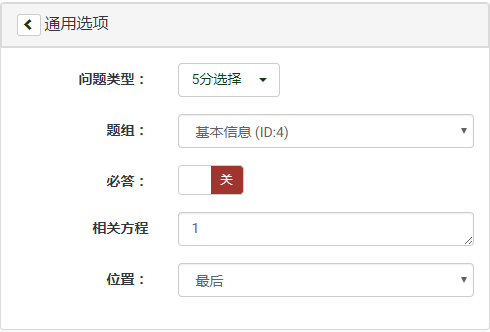 通用选项
问题类型： 5分选择
题组： 基本信息 (ID:4)
必答： 关
相关方程 1
位置： 最后